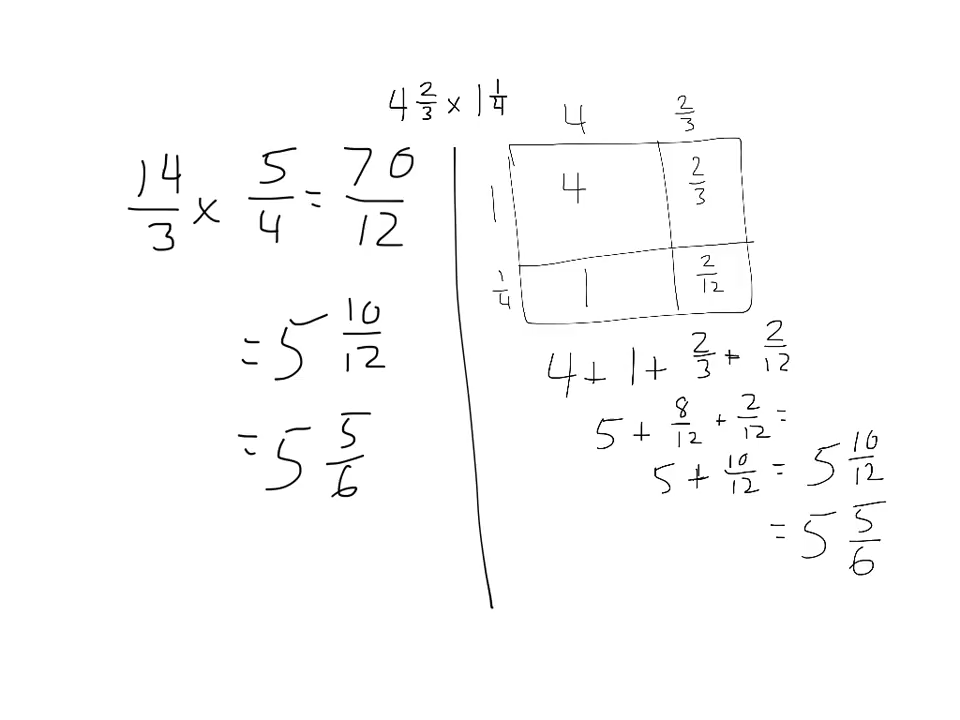 4 2/3 x 1 1/4
14/3 x 5/4 = 70/12
= 5 10/12
= 5 5/6
4 2/3
1 4 2/3
1/4 1 2/12
4 + 1 + 2/3 + 2/12
5 + 8/12 + 2/12 =
5 + 10/12 = 5 10/12
= 5 5/6